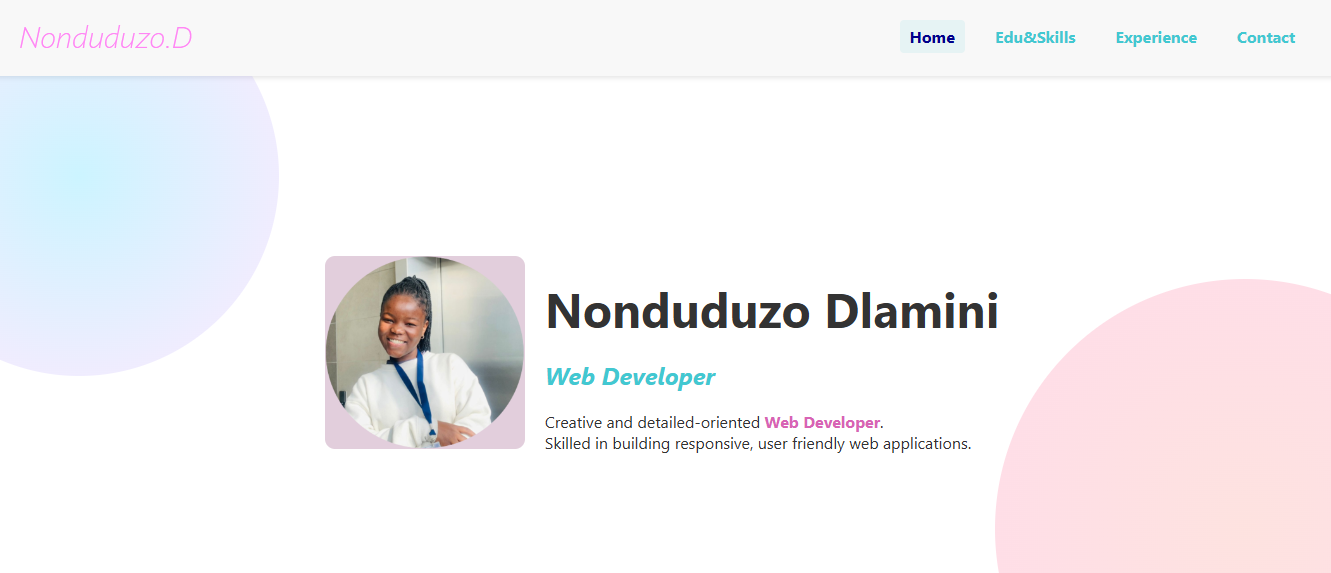 Nonduduzo.D
Home
Edu&Skills
Experience
Contact
Nonduduzo Dlamini
Web Developer
Creative and detailed-oriented Web Developer.
Skilled in building responsive, user friendly web applications.